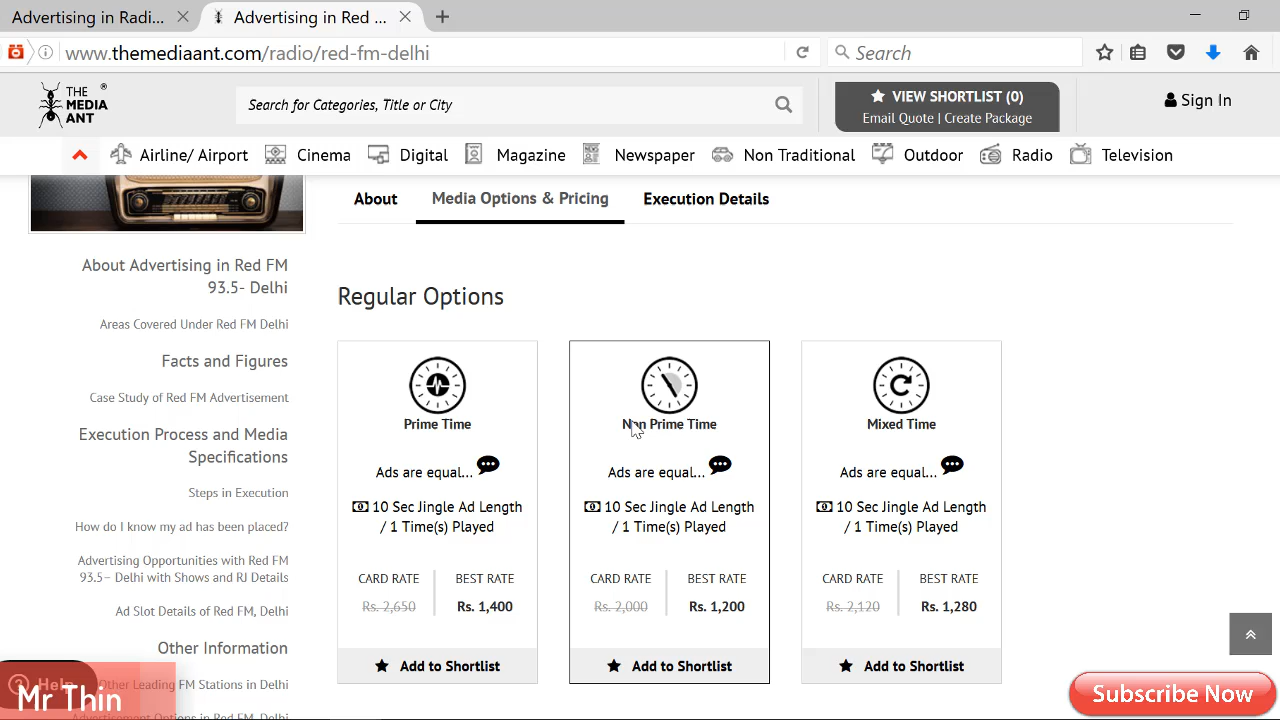 Advertising in Radi...
Advertising in Red ...
www.themediaant.com/radio/red-fm-delhi
Search
THE MEDIA ANT ®
Search for Categories, Title or City
VIEW SHORTLIST (0)
Email Quote | Create Package
Sign In
Airline/ Airport
Cinema
Digital
Magazine
Newspaper
Non Traditional
Outdoor
Radio
Television
About
Media Options & Pricing
Execution Details
About Advertising in Red FM
93.5- Delhi
Areas Covered Under Red FM Delhi
Facts and Figures
Case Study of Red FM Advertisement
Execution Process and Media
Specifications
Steps in Execution
How do I know my ad has been placed?
Advertising Opportunities with Red FM
93.5– Delhi with Shows and RJ Details
Ad Slot Details of Red FM, Delhi
Other Information
Other Leading FM Stations in Delhi
Advertisement Options in Red FM, Delhi
Regular Options
Prime Time
Ads are equal...
10 Sec Jingle Ad Length
/ 1 Time(s) Played
CARD RATE
Rs. 2,650
BEST RATE
Rs. 1,400
Add to Shortlist
Non Prime Time
Ads are equal...
10 Sec Jingle Ad Length
/ 1 Time(s) Played
CARD RATE
Rs. 2,000
BEST RATE
Rs. 1,200
Add to Shortlist
Mixed Time
Ads are equal...
10 Sec Jingle Ad Length
/ 1 Time(s) Played
CARD RATE
Rs. 2,120
BEST RATE
Rs. 1,280
Add to Shortlist
Help
Mr Thin
Subscribe Now